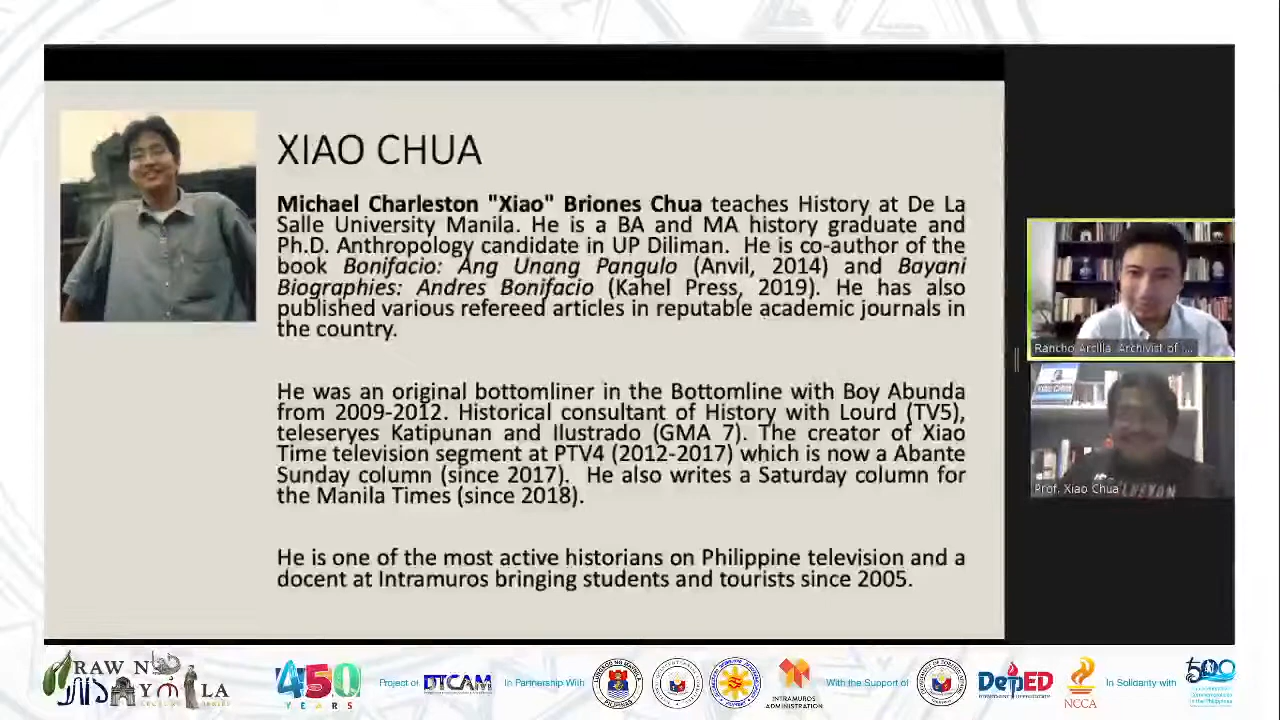 XIAO CHUA
Michael Charleston "Xiao" Briones Chua teaches History at De La
Salle University Manila. He is a BA and MA history graduate and
Ph.D. Anthropology candidate in UP Diliman. He is co-author of the
book Bonifacio: Ang Unang Pangulo (Anvil, 2014) and Bayani
Biographies: Andres Bonifacio (Kahel Press, 2019). He has also
published various refereed articles in reputable academic journals in
the country.
He was an original bottomliner in the Bottomline with Boy Abunda
from 2009-2012. Historical consultant of History with Lourd (TV5),
teleseryes Katipunan and Ilustrado (GMA 7). The creator of Xiao
Time television segment at PTV4 (2012-2017) which is now a Abante
Sunday column (since 2017). He also writes a Saturday column for
the Manila Times (since 2018).
He is one of the most active historians on Philippine television and a
docent at Intramuros bringing students and tourists since 2005.
Rancho Arcilla Archivist of ...
Prof. Xiao Chua
450
YEARS
Project of
DTCAM
In Partnership With
INTRAMUROS
ADMINISTRATION
With the Support of
DepED
NCCA
In Solidarity with
500